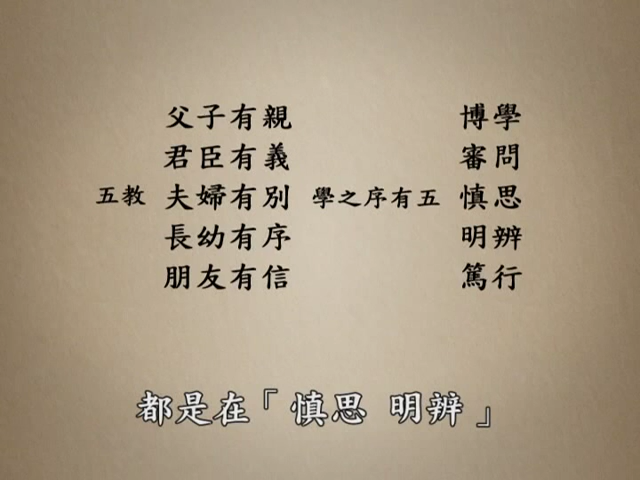 父子有親 博學
君臣有義 審問
五教 夫婦有別 學之序有五 慎思
長幼有序 明辨
朋友有信 篤行
都是在「慎思 明辨」